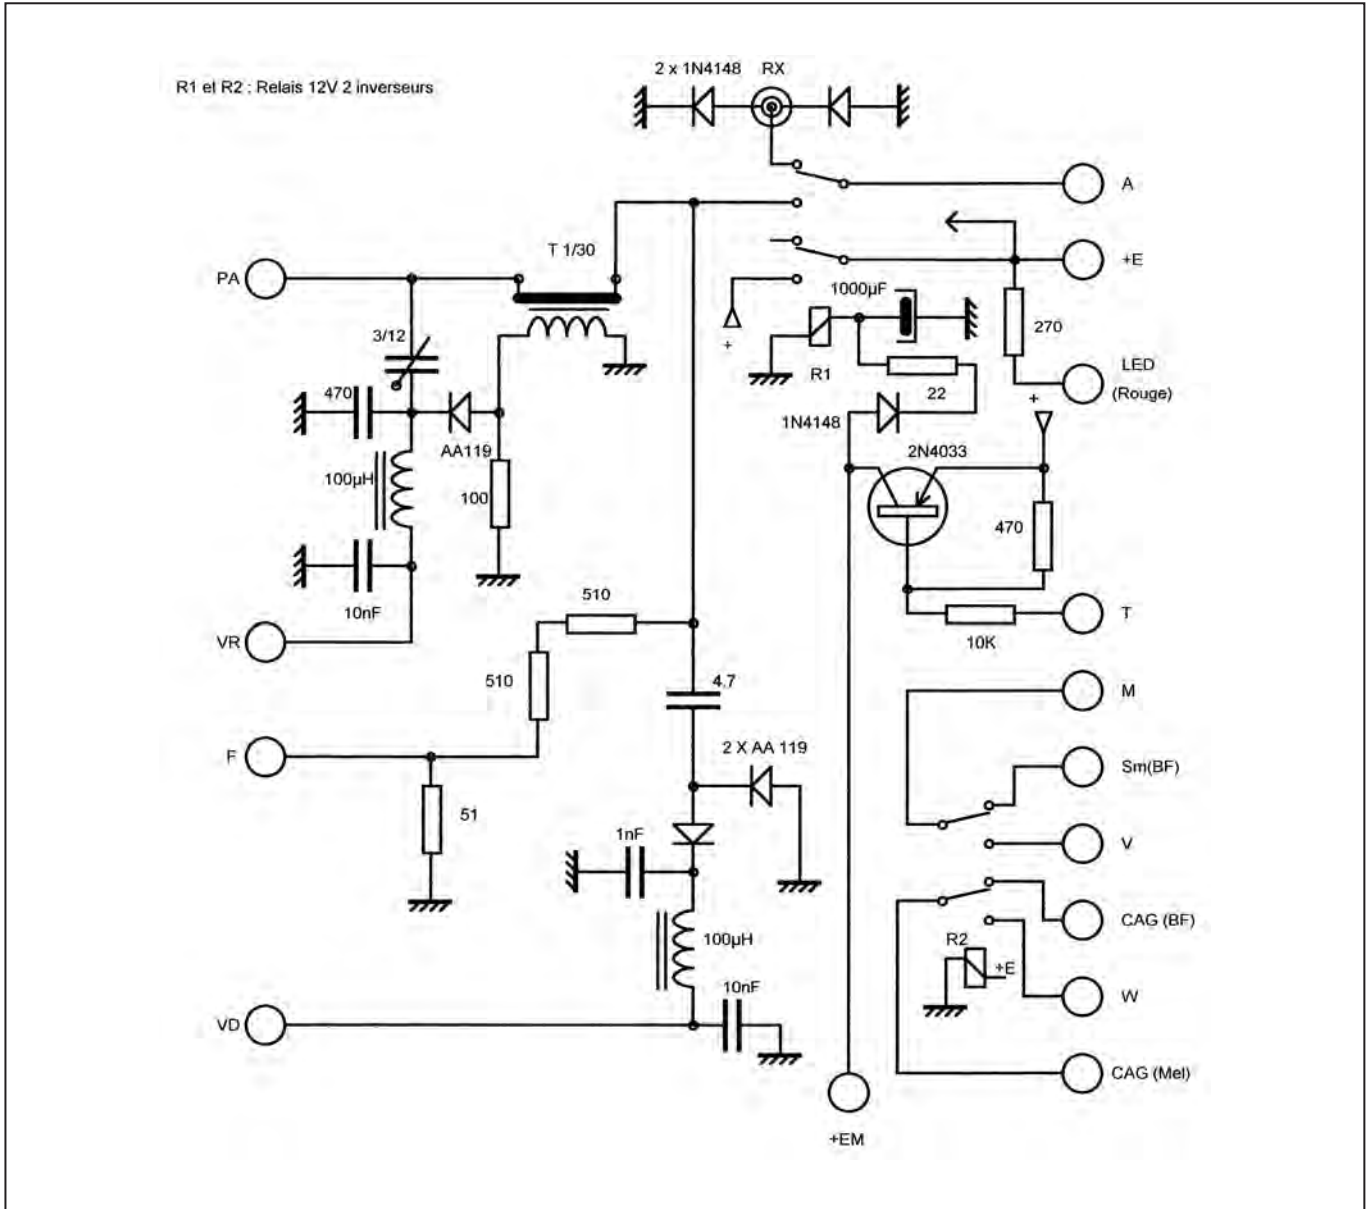 2 x 1N4148
RX
R1 et R2 : Relais 12V 2 inverseurs
A
T 1/30
+E
PA
1000µF
3/12
270
+
R1
LED
(Rouge)
470
22
+
1N4148
AA119
2N4033
100µH
100
470
10nF
510
T
10K
VR
510
4.7
M
2 X AA 119
F
Sm(BF)
51
1nF
V
CAG (BF)
100µH
R2
+E
10nF
W
VD
CAG (Mel)
+EM